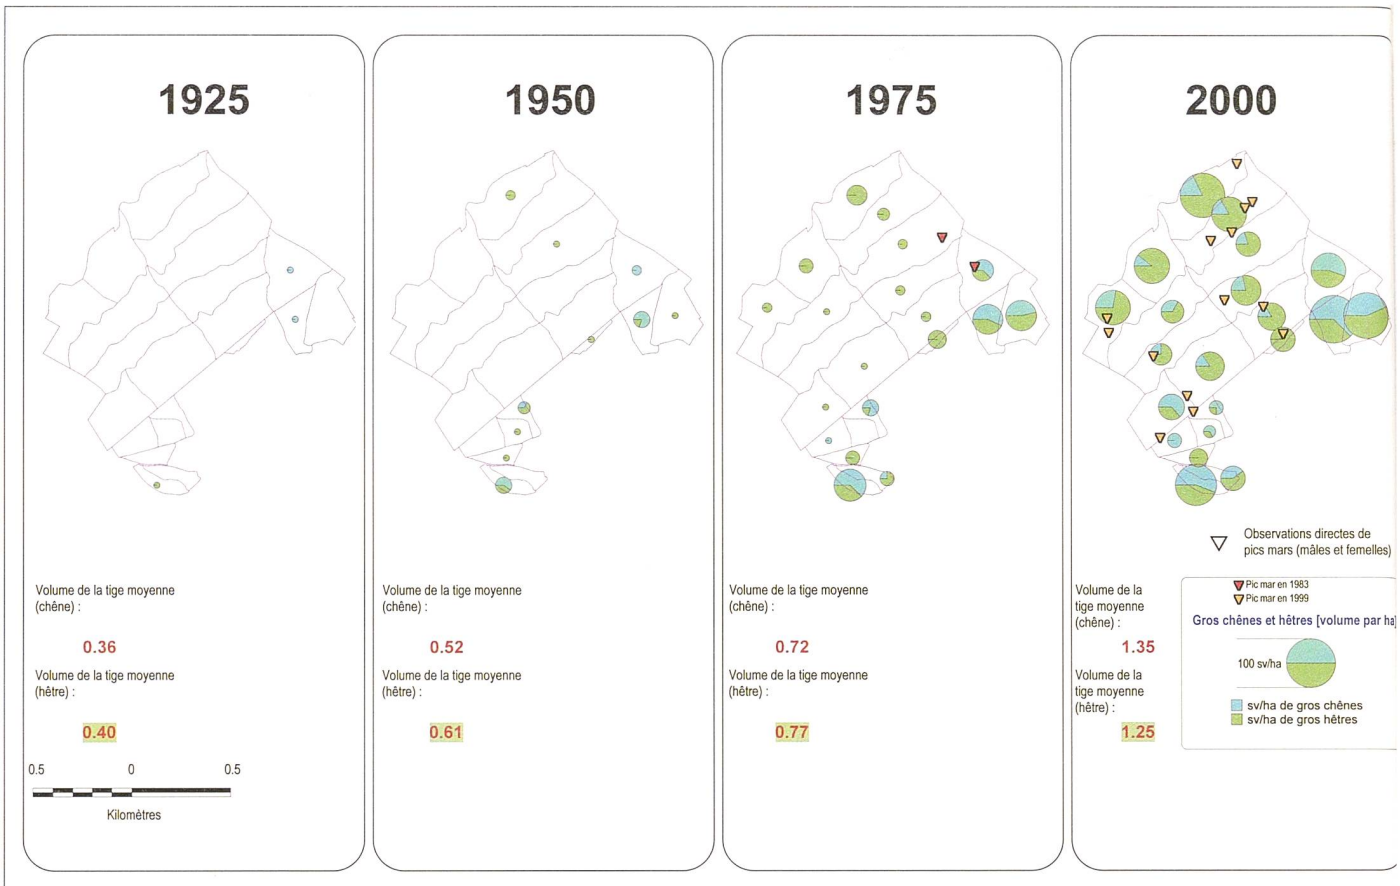 1925
Volume de la tige moyenne
(chêne) :
0.36
Volume de la tige moyenne
(hêtre) :
0.40
0.5 0 0.5
Kilomètres
1950
Volume de la tige moyenne
(chêne) :
0.52
Volume de la tige moyenne
(hêtre) :
0.61
1975
Volume de la tige moyenne
(chêne) :
0.72
Volume de la tige moyenne
(hêtre) :
0.77
2000
Observations directes de
pics mars (mâles et femelles)
Volume de la
tige moyenne
(chêne) :
1.35
Volume de la
tige moyenne
(hêtre) :
1.25
Pic mar en 1983
Pic mar en 1999
Gros chênes et hêtres [volume par ha]
100 sv/ha
sv/ha de gros chênes
sv/ha de gros hêtres